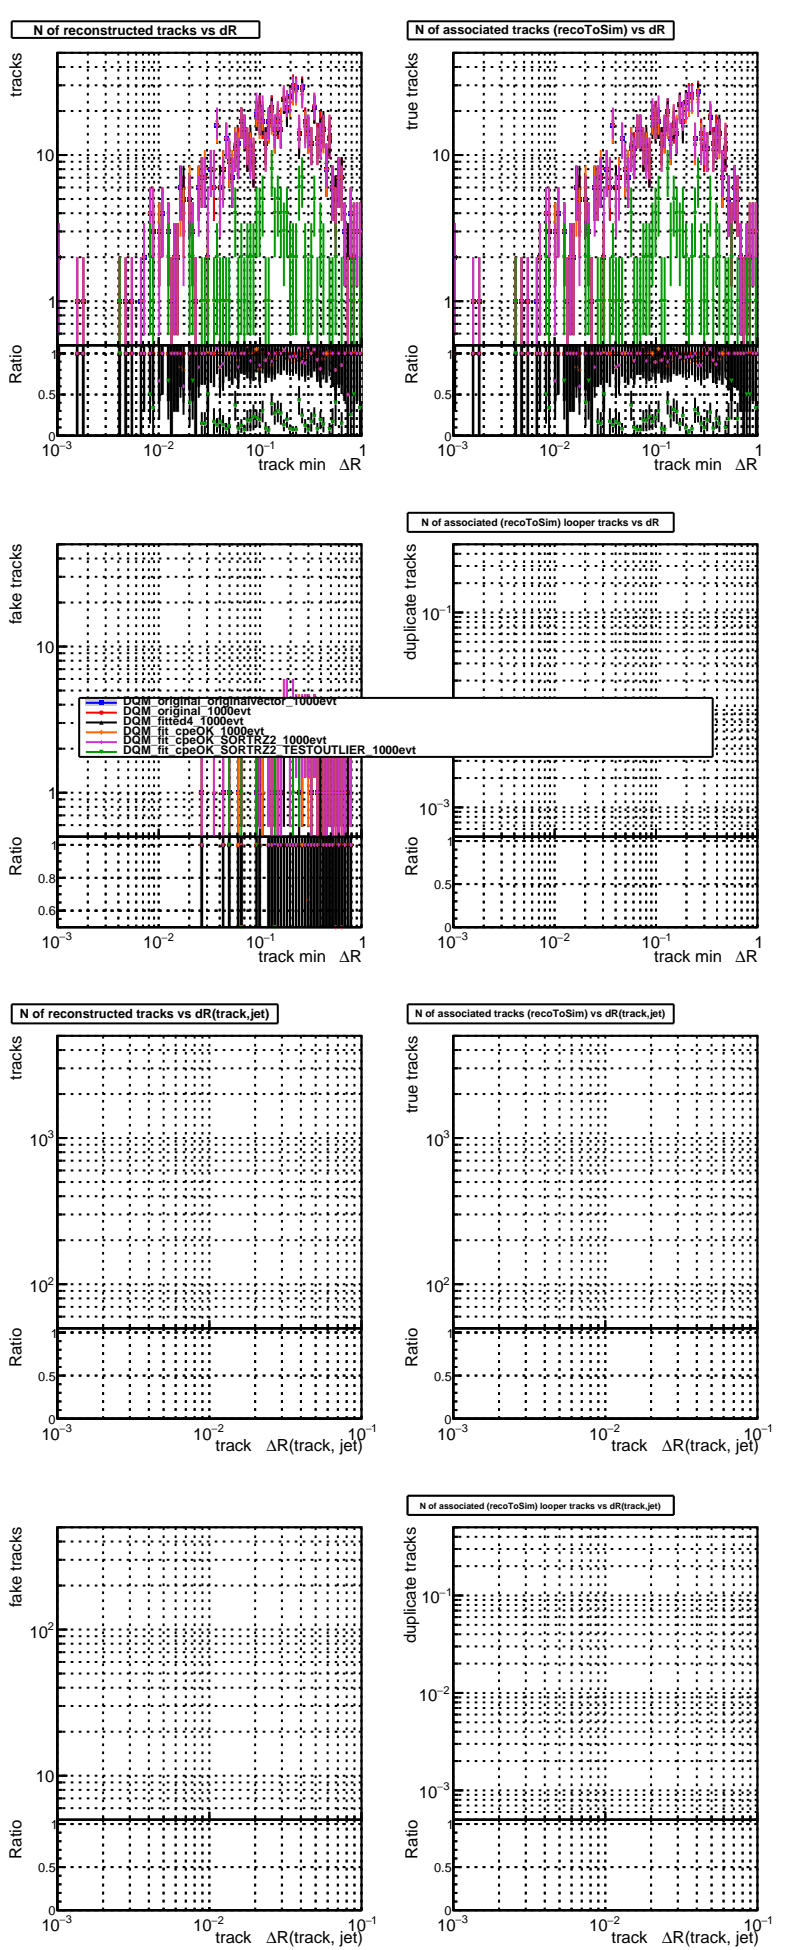 N of reconstructed tracks vs dR
N of associated tracks (recoToSim) vs dR
tracks
10
1
Ratio
1
0.5
0
10−3
10−2
10−1
1
track min ΔR
true tracks
10
1
Ratio
1
0.5
0
10−3
10−2
10−1
1
track min ΔR
N of associated (recoToSim) looper tracks vs dR
fake tracks
10
1
Ratio
1
0.8
0.6
10−3
10−2
10−1
1
track min ΔR
duplicate tracks
10−1
10−3
Ratio
1
0.5
0
10−3
10−2
10−1
1
track min ΔR
DQM_original_originalvector_1000evt
DQM_original_1000evt
DQM_fitted4_1000evt
DQM_fit_cpeOK_1000evt
DQM_fit_cpeOK_SORTRZ2_1000evt
DQM_fit_cpeOK_SORTRZ2_TESTOUTLIER_1000evt
N of reconstructed tracks vs dR(track,jet)
N of associated tracks (recoToSim) vs dR(track,jet)
tracks
103
102
Ratio
1
0.5
0
10−3
10−2
10−1
track ΔR(track, jet)
true tracks
103
102
Ratio
1
0.5
0
10−3
10−2
10−1
track ΔR(track, jet)
N of associated (recoToSim) looper tracks vs dR(track,jet)
fake tracks
102
10
Ratio
1
0.5
0
10−3
10−2
10−1
track ΔR(track, jet)
duplicate tracks
10−1
10−2
10−3
Ratio
1
0.5
0
10−3
10−2
10−1
track ΔR(track, jet)